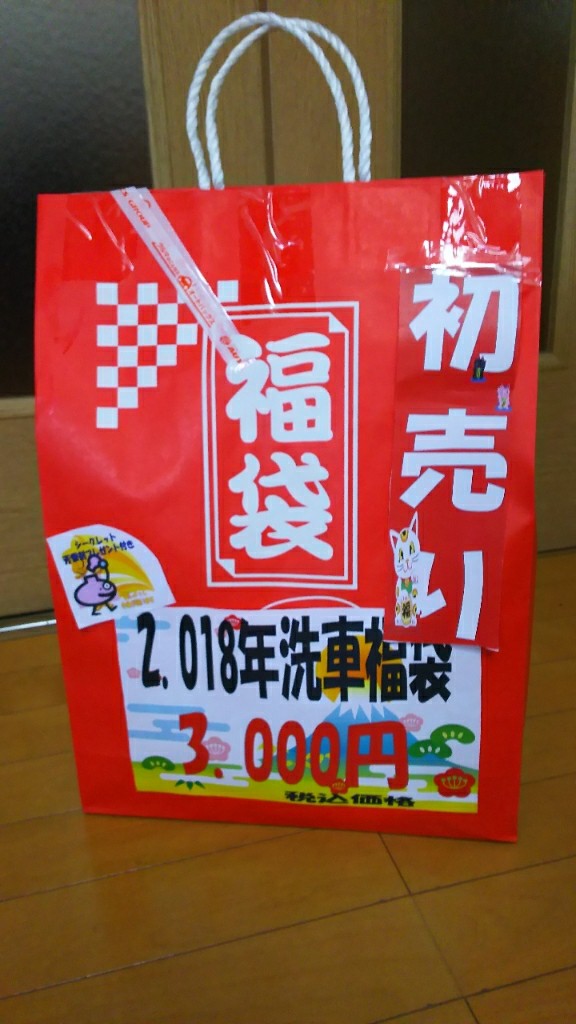 初売り
福袋
シークレット
2.018年洗車福袋
3.000円
税込価格